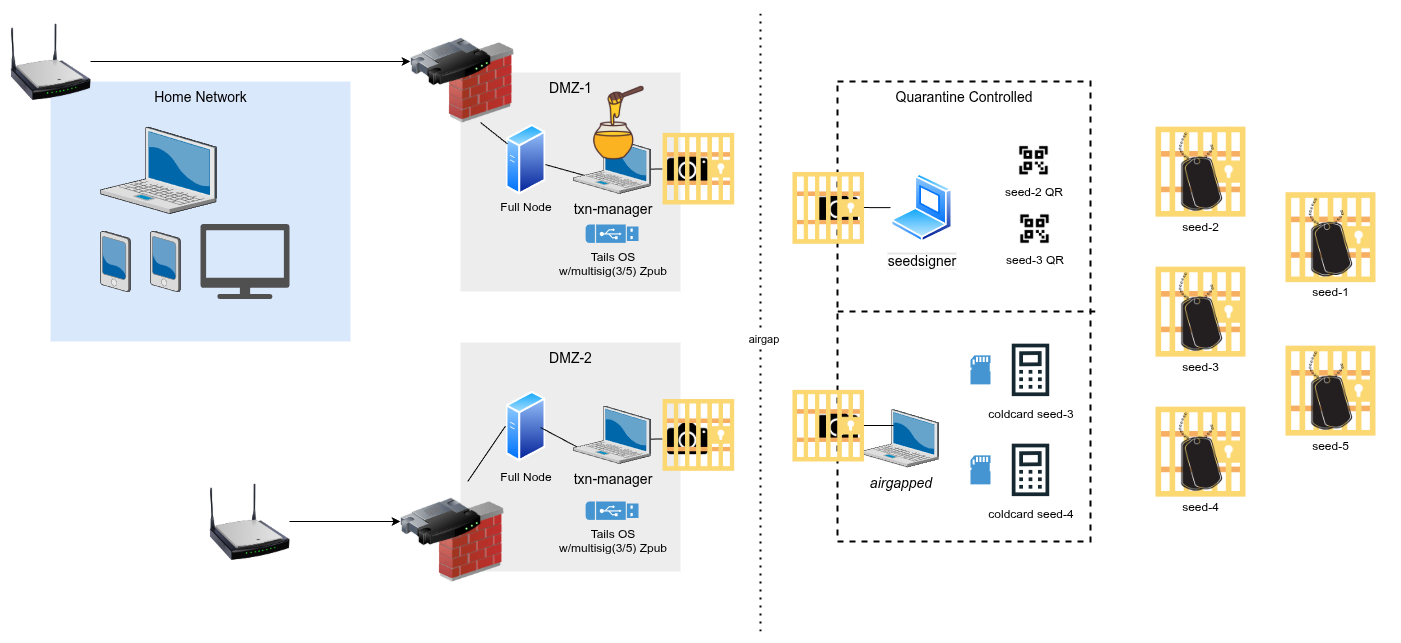 Home Network
DMZ-1
Full Node
txn-manager
Tails OS
w/multisig(3/5) Zpub
DMZ-2
Full Node
txn-manager
Tails OS
w/multisig(3/5) Zpub
airgap
Quarantine Controlled
seedsigner
seed-2 QR
seed-3 QR
airgapped
coldcard seed-3
coldcard seed-4
seed-2
seed-1
seed-3
seed-5
seed-4